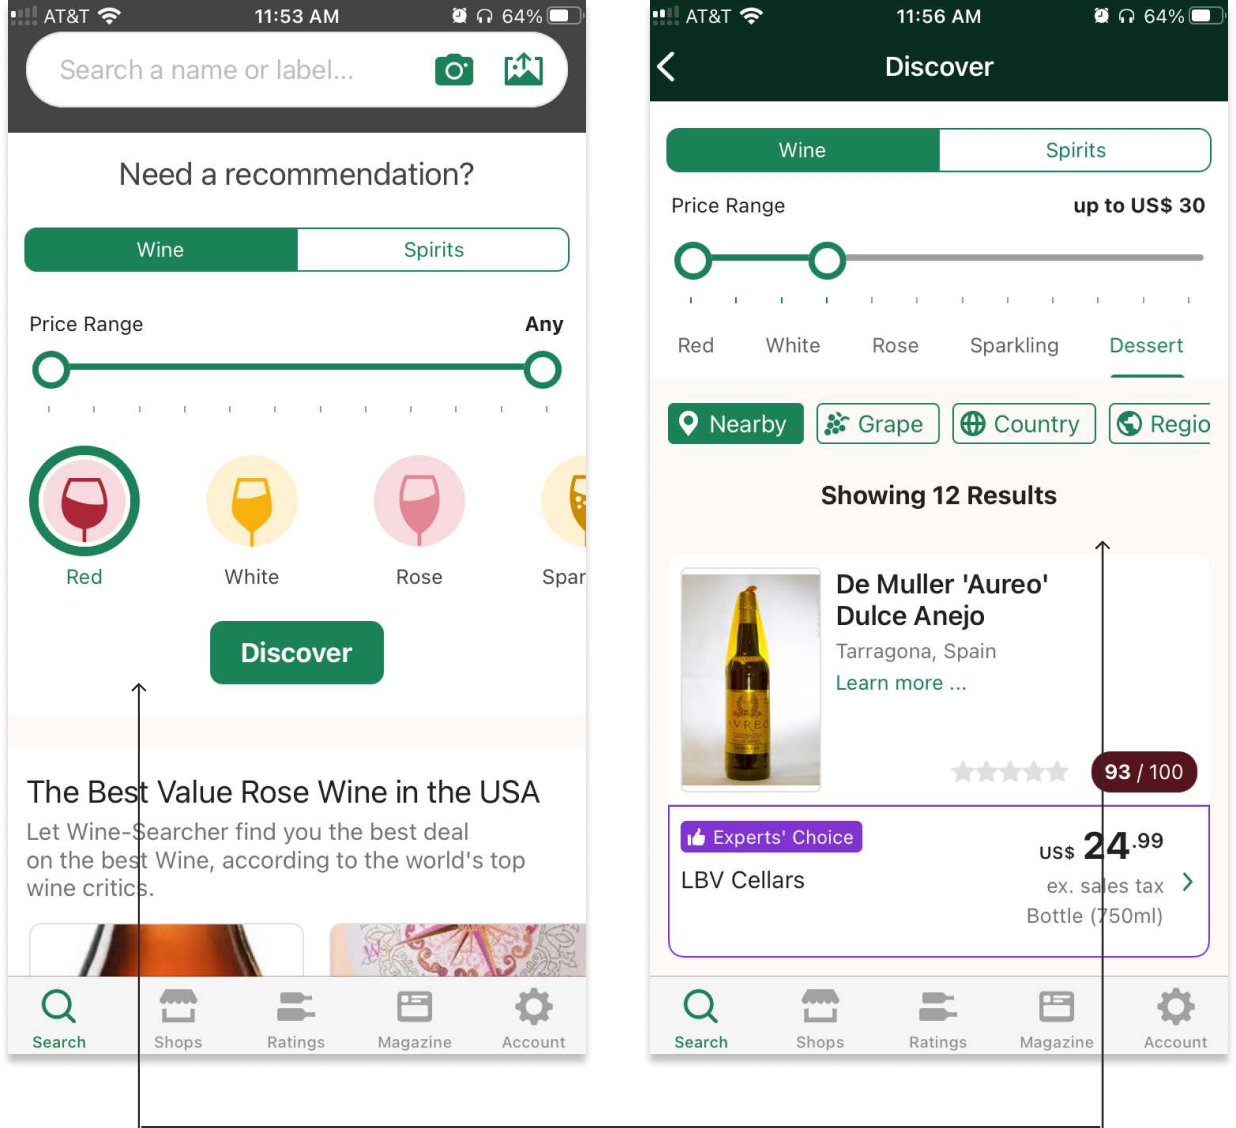 AT&T 11:53 AM 64%
Search a name or label...
Need a recommendation?
Wine Spirits
Price Range Any
Red White Rose Spar
Discover
The Best Value Rose Wine in the USA
Let Wine-Searcher find you the best deal
on the best Wine, according to the world's top
wine critics.
Search Shops Ratings Magazine Account
AT&T 11:56 AM 64%
Discover
Wine Spirits
Price Range up to US$ 30
Red White Rose Sparkling Dessert
Nearby Grape Country Regio
Showing 12 Results
De Muller 'Aureo'
Dulce Anejo
Tarragona, Spain
Learn more ...
AVREO
93 / 100
Experts' Choice
US$ 24.99
LBV Cellars
ex. sales tax
Bottle (750ml)
Search Shops Ratings Magazine Account